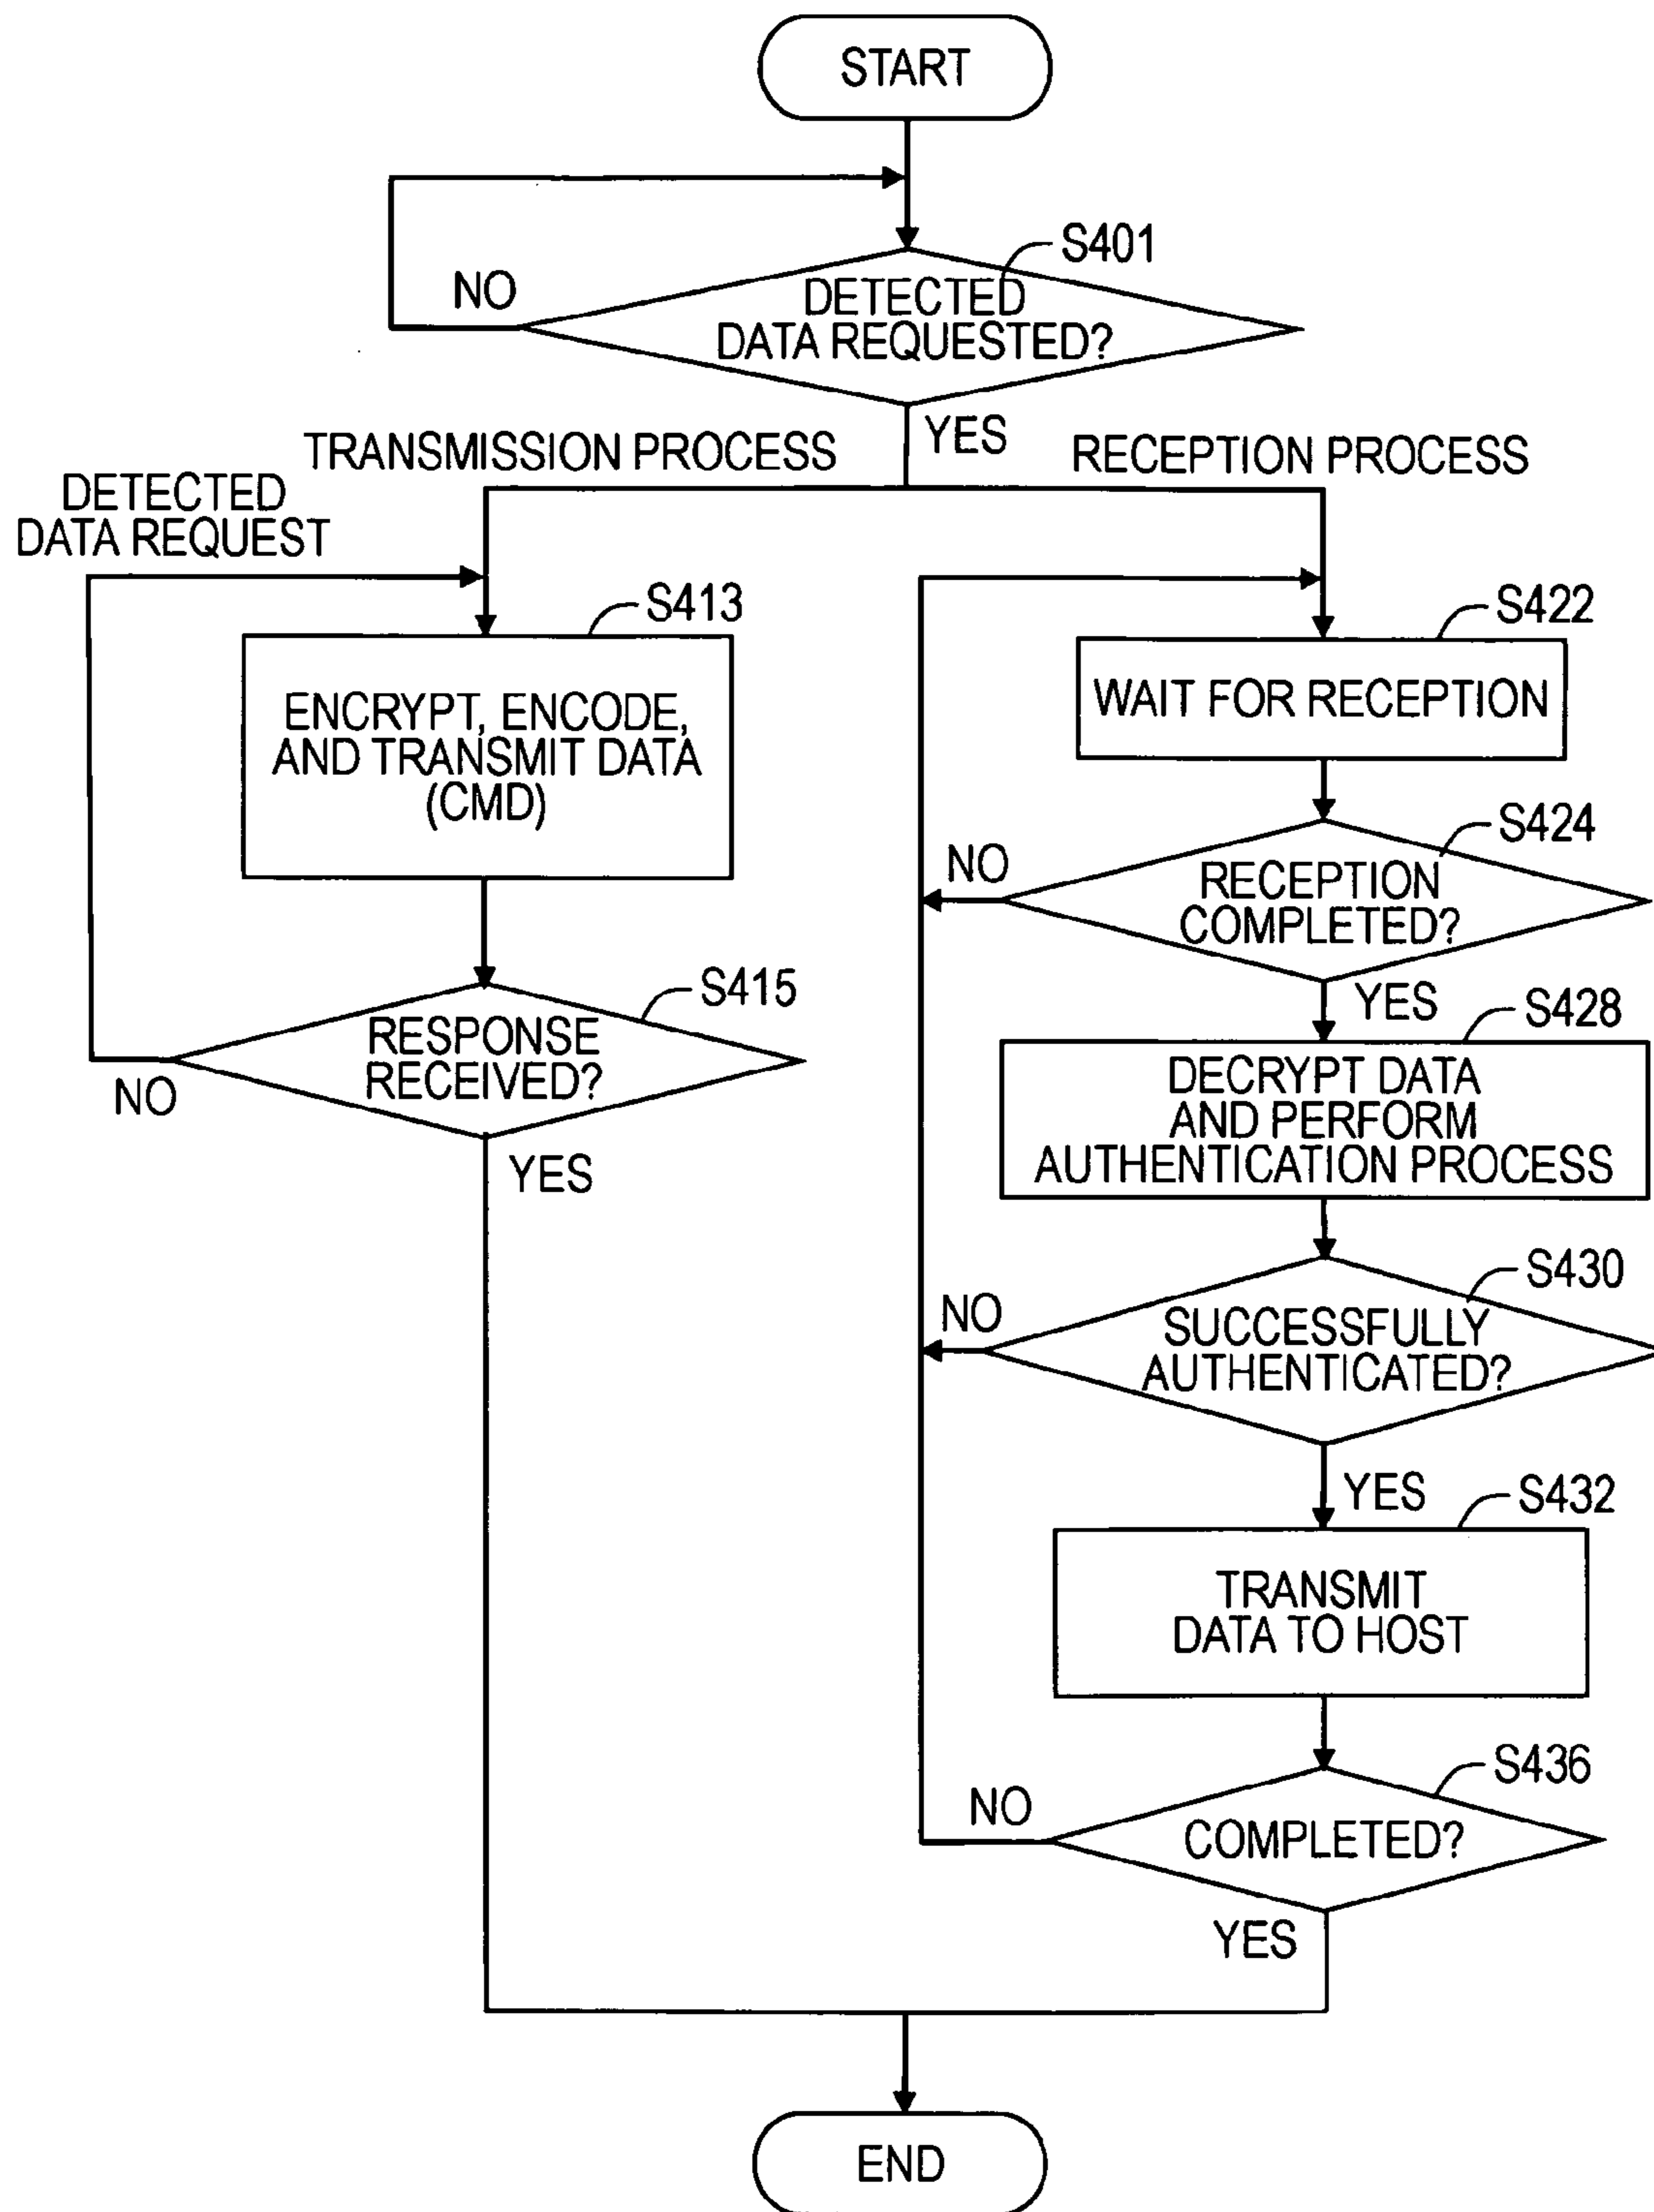 START
S401
NO
DETECTED
DATA REQUESTED?
YES
TRANSMISSION PROCESS
RECEPTION PROCESS
DETECTED
DATA REQUEST
S413
ENCRYPT, ENCODE,
AND TRANSMIT DATA
(CMD)
S415
RESPONSE
RECEIVED?
NO
YES
S422
WAIT FOR RECEPTION
S424
NO
RECEPTION
COMPLETED?
YES
S428
DECRYPT DATA
AND PERFORM
AUTHENTICATION PROCESS
S430
NO
SUCCESSFULLY
AUTHENTICATED?
YES
S432
TRANSMIT
DATA TO HOST
S436
NO
COMPLETED?
YES
END